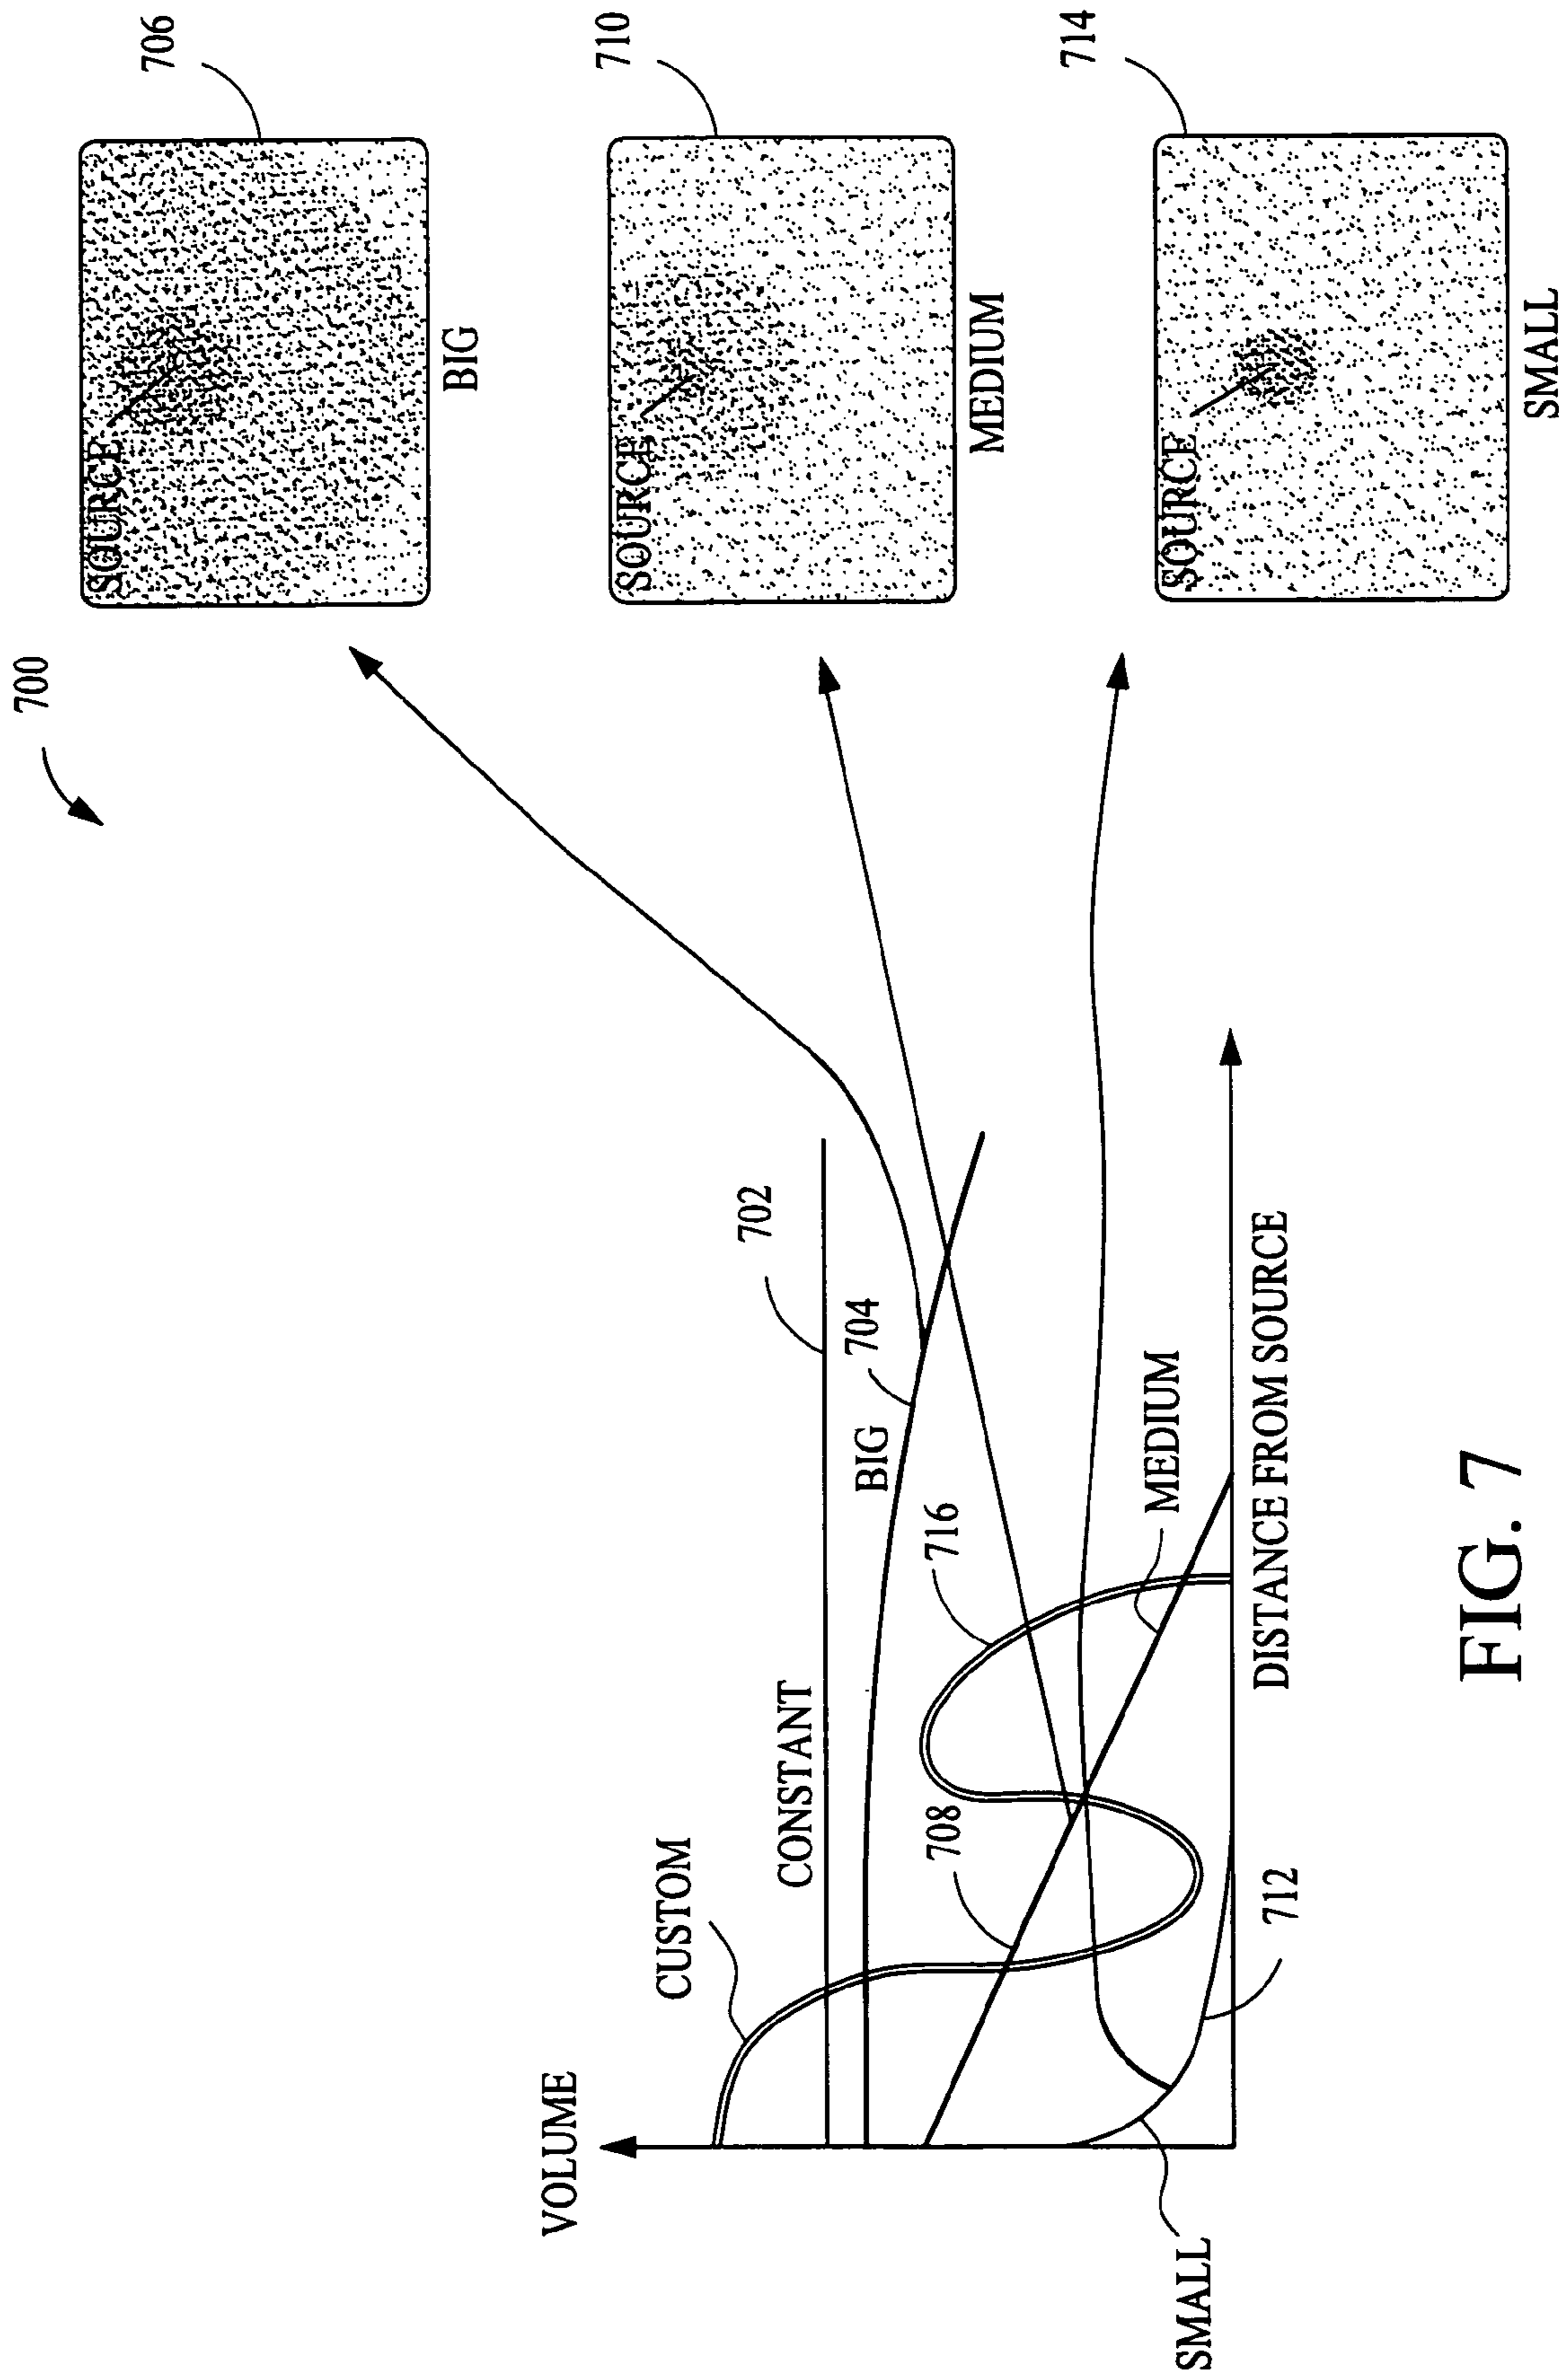 700
VOLUME
CUSTOM
CONSTANT
702
BIG
704
708
716
MEDIUM
SMALL
712
DISTANCE FROM SOURCE
SOURCE
706
BIG
SOURCE
710
MEDIUM
SOURCE
714
SMALL
FIG. 7